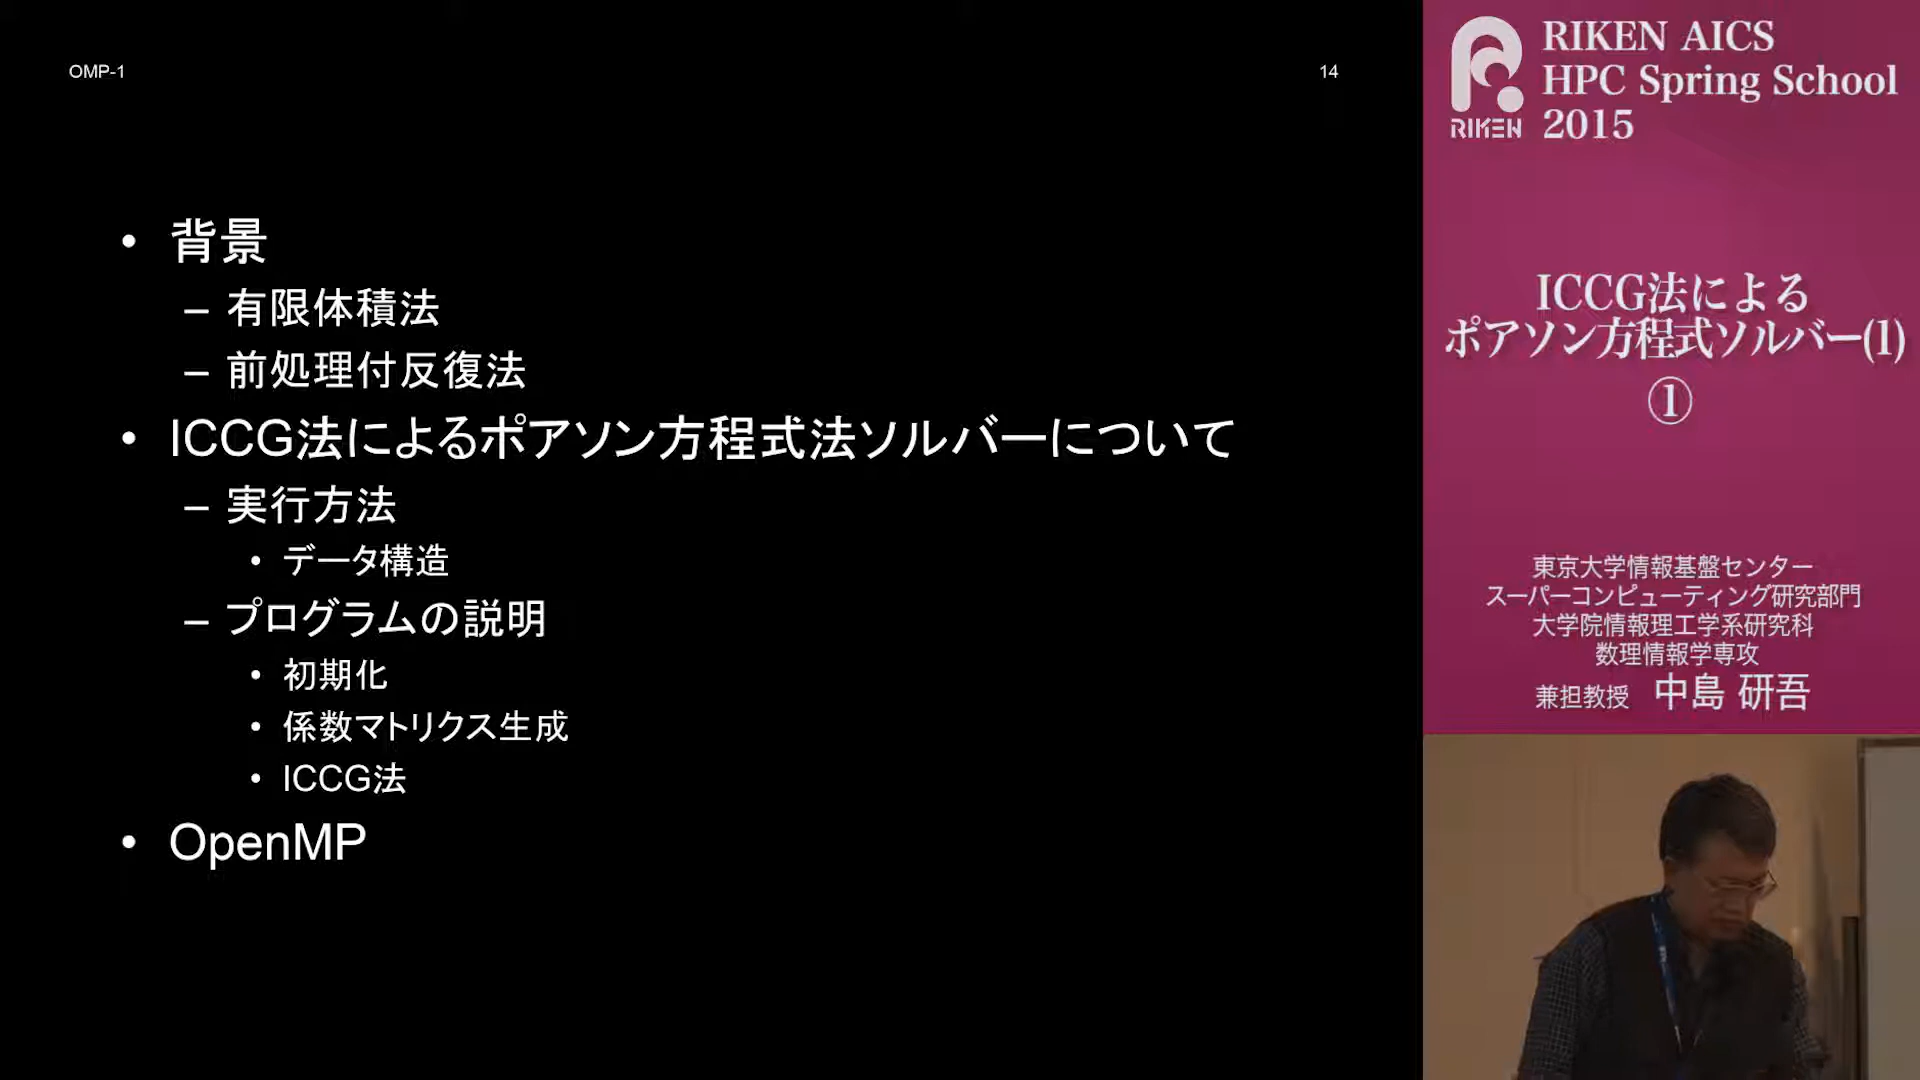 OMP-1
14
• 背景
– 有限体積法
– 前処理付反復法
• ICCG法によるポアソン方程式法ソルバーについて
– 実行方法
• データ構造
– プログラムの説明
• 初期化
• 係数マトリクス生成
• ICCG法
• OpenMP
RIKEN AICS
HPC Spring School
2015
RIKEN
ICCG法による
ポアソン方程式ソルバー(1)
①
東京大学情報基盤センター
スーパーコンピューティング研究部門
大学院情報理工学系研究科
数理情報学専攻
兼担教授 中島 研吾